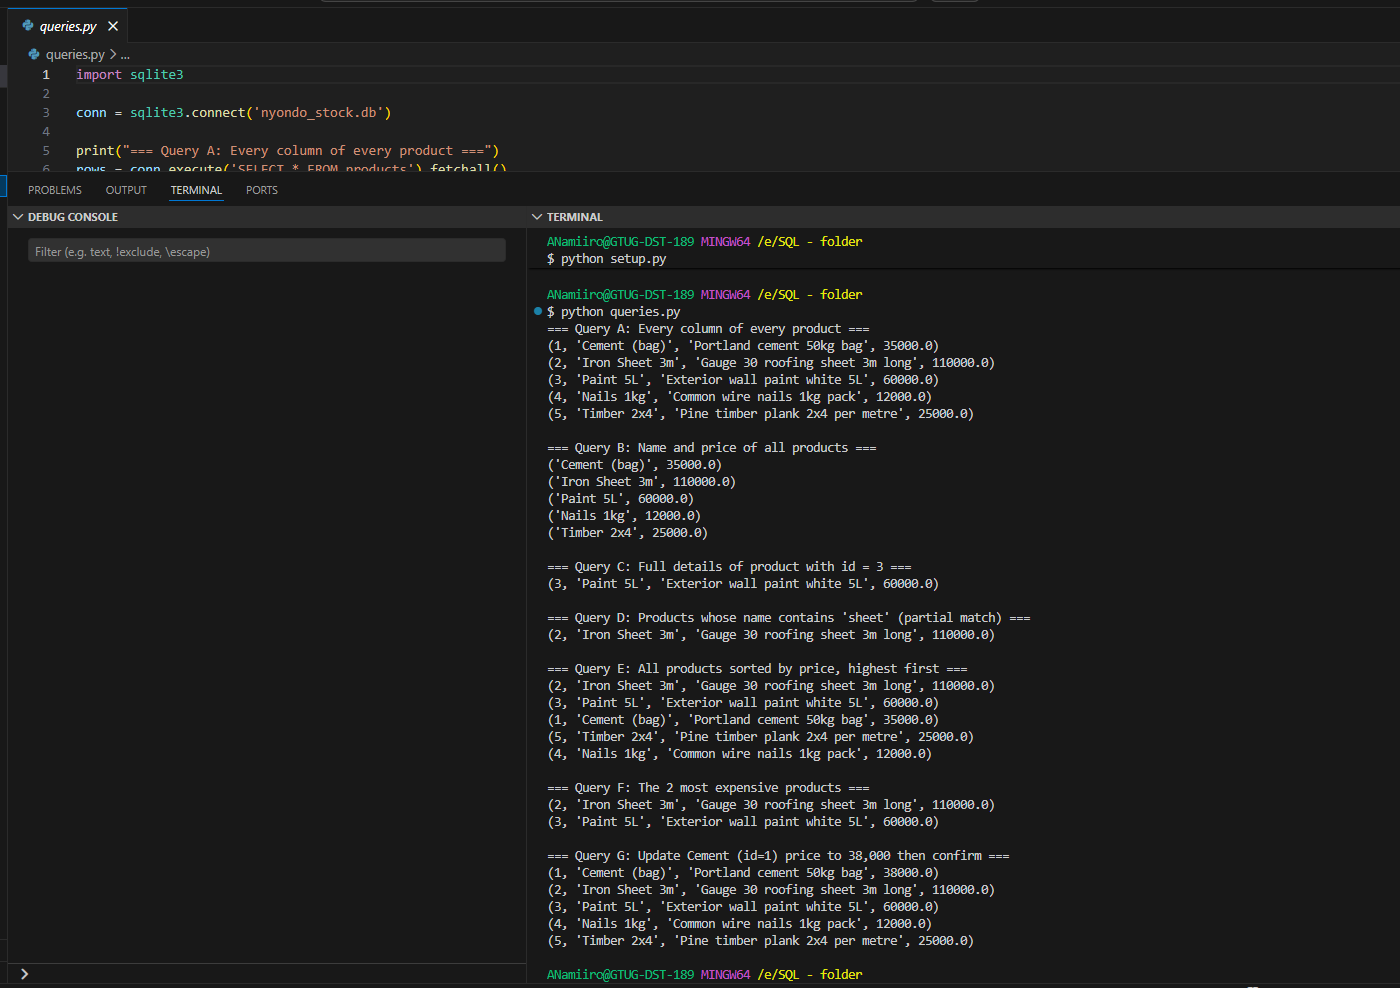 queries.py
queries.py > ...
1 import sqlite3
2
3 conn = sqlite3.connect('nyondo_stock.db')
4
5 print("=== Query A: Every column of every product ===")
6 rows = conn.execute('SELECT * FROM products').fetchall()
PROBLEMS OUTPUT TERMINAL PORTS
DEBUG CONSOLE
Filter (e.g. text, !exclude, \escape)
TERMINAL
ANamiiro@GTUG-DST-189 MINGW64 /e/SQL - folder
$ python setup.py
ANamiiro@GTUG-DST-189 MINGW64 /e/SQL - folder
$ python queries.py
=== Query A: Every column of every product ===
(1, 'Cement (bag)', 'Portland cement 50kg bag', 35000.0)
(2, 'Iron Sheet 3m', 'Gauge 30 roofing sheet 3m long', 110000.0)
(3, 'Paint 5L', 'Exterior wall paint white 5L', 60000.0)
(4, 'Nails 1kg', 'Common wire nails 1kg pack', 12000.0)
(5, 'Timber 2x4', 'Pine timber plank 2x4 per metre', 25000.0)
=== Query B: Name and price of all products ===
('Cement (bag)', 35000.0)
('Iron Sheet 3m', 110000.0)
('Paint 5L', 60000.0)
('Nails 1kg', 12000.0)
('Timber 2x4', 25000.0)
=== Query C: Full details of product with id = 3 ===
(3, 'Paint 5L', 'Exterior wall paint white 5L', 60000.0)
=== Query D: Products whose name contains 'sheet' (partial match) ===
(2, 'Iron Sheet 3m', 'Gauge 30 roofing sheet 3m long', 110000.0)
=== Query E: All products sorted by price, highest first ===
(2, 'Iron Sheet 3m', 'Gauge 30 roofing sheet 3m long', 110000.0)
(3, 'Paint 5L', 'Exterior wall paint white 5L', 60000.0)
(1, 'Cement (bag)', 'Portland cement 50kg bag', 35000.0)
(5, 'Timber 2x4', 'Pine timber plank 2x4 per metre', 25000.0)
(4, 'Nails 1kg', 'Common wire nails 1kg pack', 12000.0)
=== Query F: The 2 most expensive products ===
(2, 'Iron Sheet 3m', 'Gauge 30 roofing sheet 3m long', 110000.0)
(3, 'Paint 5L', 'Exterior wall paint white 5L', 60000.0)
=== Query G: Update Cement (id=1) price to 38,000 then confirm ===
(1, 'Cement (bag)', 'Portland cement 50kg bag', 38000.0)
(2, 'Iron Sheet 3m', 'Gauge 30 roofing sheet 3m long', 110000.0)
(3, 'Paint 5L', 'Exterior wall paint white 5L', 60000.0)
(4, 'Nails 1kg', 'Common wire nails 1kg pack', 12000.0)
(5, 'Timber 2x4', 'Pine timber plank 2x4 per metre', 25000.0)
ANamiiro@GTUG-DST-189 MINGW64 /e/SQL - folder